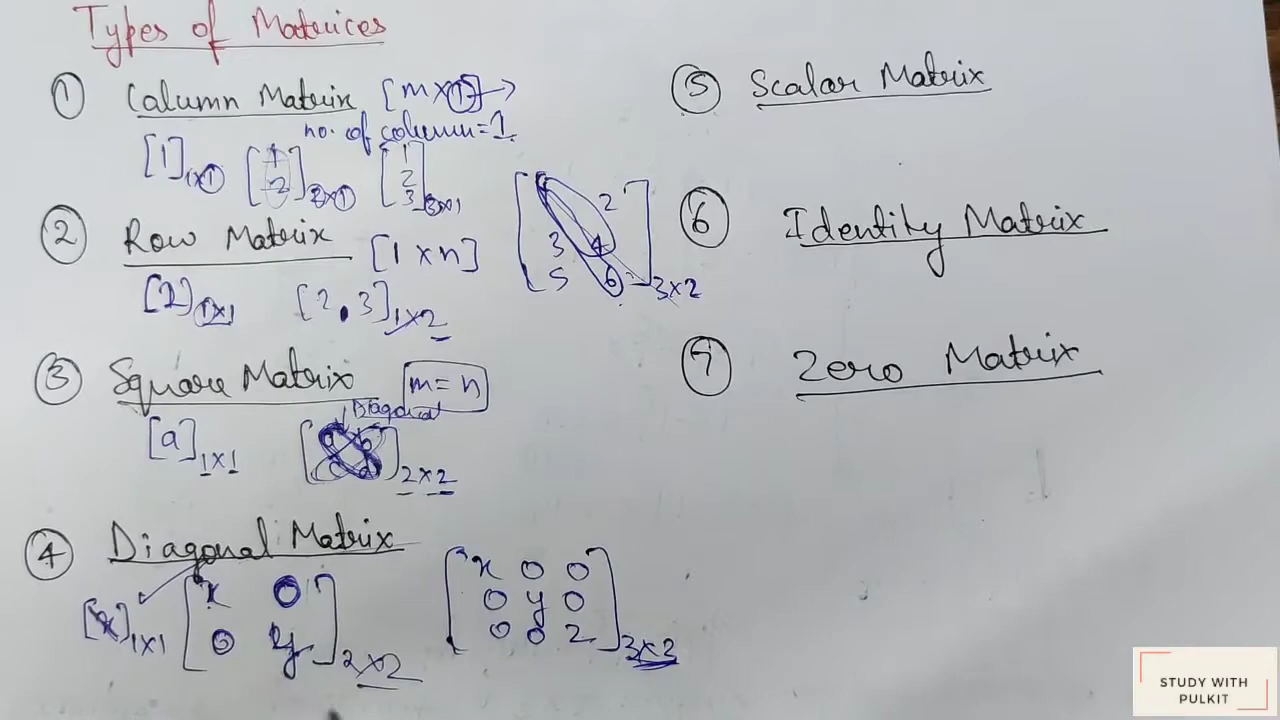 Types of Matrices
① Column Matrix [m×1] →
no. of column = 1.
[1]1×1 [1 2]2×1 [1 2 3]3×1
② Row Matrix [1 × n]
[2]1×1 [2, 3]1×2
2
3 4
5 6 3×2
③ Square Matrix m = n
Diagonal
[a]1×1 2×2
④ Diagonal Matrix
[x]1×1
x 0
0 y 2×2
x 0 0
0 y 0
0 0 z 3×3
⑤ Scalar Matrix
⑥ Identity Matrix
⑦ Zero Matrix
STUDY WITH
PULKIT